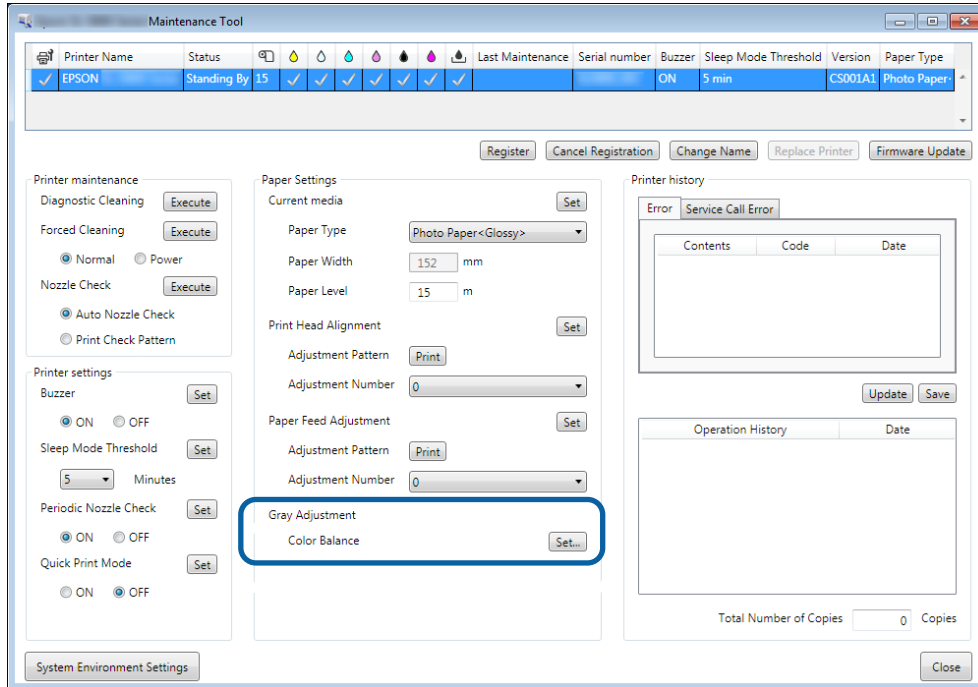 Maintenance Tool
Printer Name Status Last Maintenance Serial number Buzzer Sleep Mode Threshold Version Paper Type
EPSON Standing By 15 ON 5 min CS001A1 Photo Paper
Register Cancel Registration Change Name Replace Printer Firmware Update
Printer maintenance
Diagnostic Cleaning Execute
Forced Cleaning Execute
Normal Power
Nozzle Check Execute
Auto Nozzle Check
Print Check Pattern
Printer settings
Buzzer Set
ON OFF
Sleep Mode Threshold Set
5 Minutes
Periodic Nozzle Check Set
ON OFF
Quick Print Mode Set
ON OFF
Paper Settings
Current media Set
Paper Type Photo Paper<Glossy>
Paper Width 152 mm
Paper Level 15 m
Print Head Alignment Set
Adjustment Pattern Print
Adjustment Number 0
Paper Feed Adjustment Set
Adjustment Pattern Print
Adjustment Number 0
Gray Adjustment
Color Balance Set...
Printer history
Error Service Call Error
Contents Code Date
Update Save
Operation History Date
Total Number of Copies 0 Copies
System Environment Settings
Close